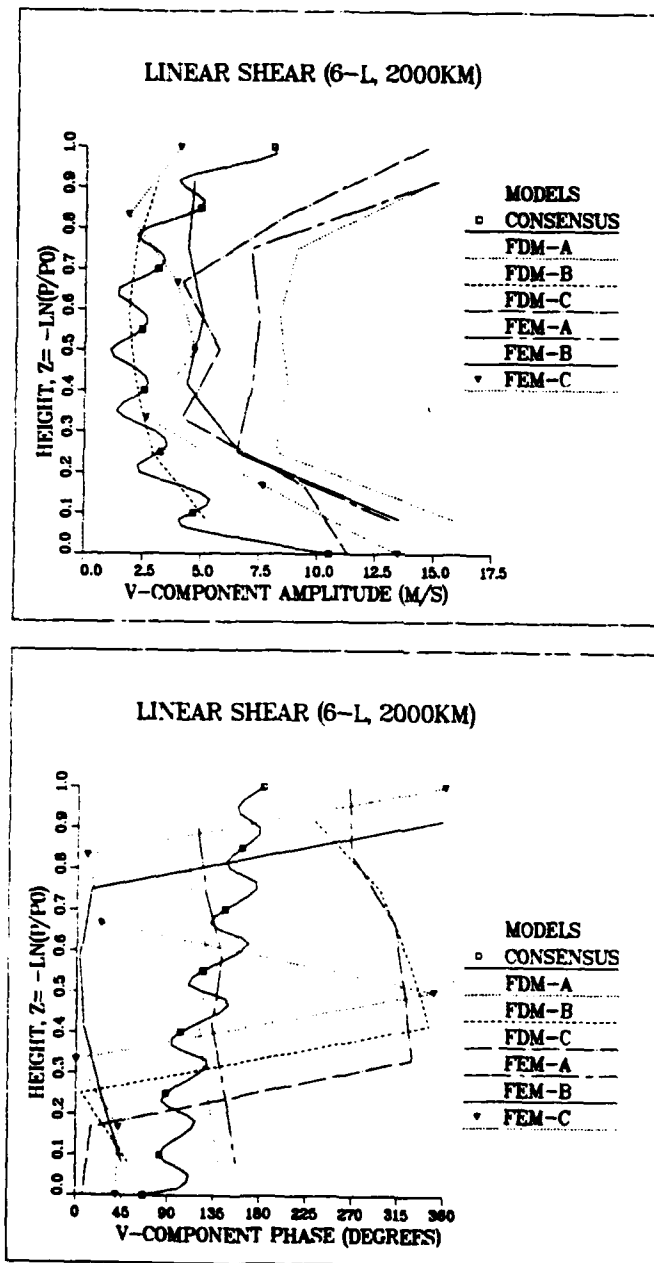 LINEAR SHEAR (6-L, 2000KM)
HEIGHT, Z= -LN(P/P0)
1.0
0.9
0.8
0.7
0.6
0.5
0.4
0.3
0.2
0.1
0.0
0.0 2.5 5.0 7.5 10.0 12.5 15.0 17.5
V-COMPONENT AMPLITUDE (M/S)
MODELS
CONSENSUS
FDM-A
FDM-B
FDM-C
FEM-A
FEM-B
FEM-C
LINEAR SHEAR (6-L, 2000KM)
HEIGHT, Z= -LN(P/P0)
1.0
0.9
0.8
0.7
0.6
0.5
0.4
0.3
0.2
0.1
0.0
0 45 90 135 180 225 270 315 360
V-COMPONENT PHASE (DEGREFS)
MODELS
CONSENSUS
FDM-A
FDM-B
FDM-C
FEM-A
FEM-B
FEM-C